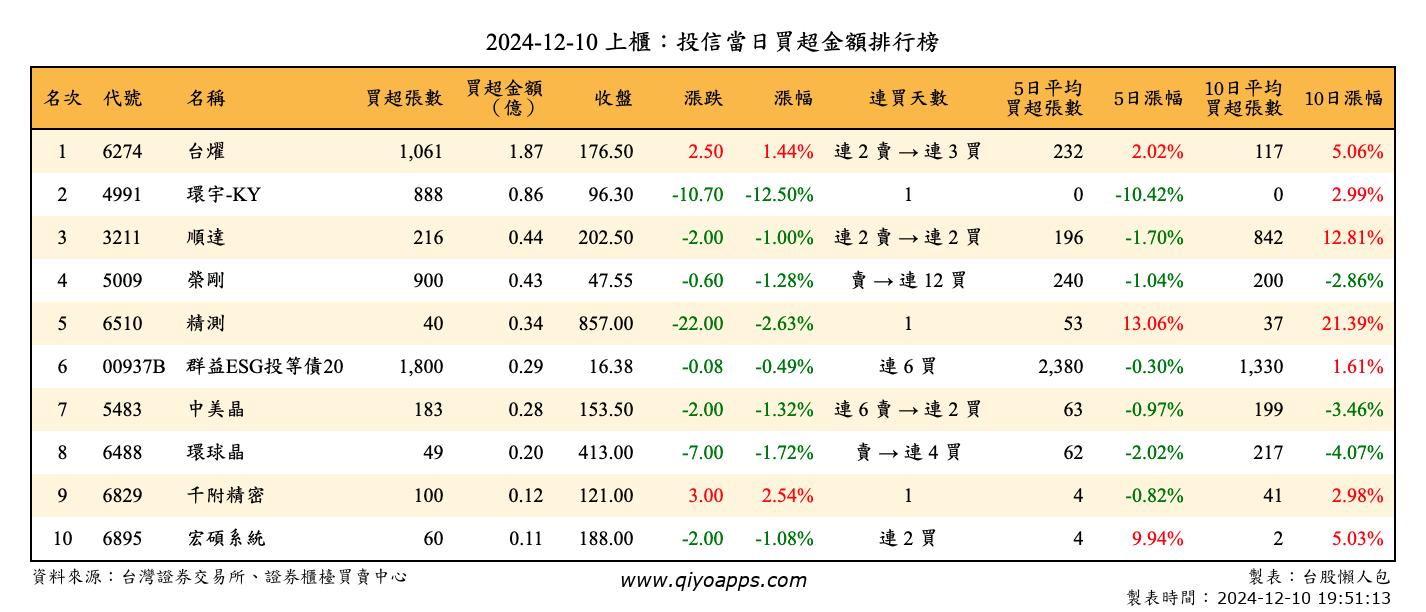 2024-12-10 上櫃：投信當日買超金額排行榜
名次 代號 名稱 買超張數 買超金額（億） 收盤 漲跌 漲幅 連買天數 5日平均買超張數 5日漲幅 10日平均買超張數 10日漲幅
1 6274 台燿 1,061 1.87 176.50 2.50 1.44% 連 2 賣 → 連 3 買 232 2.02% 117 5.06%
2 4991 環宇-KY 888 0.86 96.30 -10.70 -12.50% 1 0 -10.42% 0 2.99%
3 3211 順達 216 0.44 202.50 -2.00 -1.00% 連 2 賣 → 連 2 買 196 -1.70% 842 12.81%
4 5009 榮剛 900 0.43 47.55 -0.60 -1.28% 賣 → 連 12 買 240 -1.04% 200 -2.86%
5 6510 精測 40 0.34 857.00 -22.00 -2.63% 1 53 13.06% 37 21.39%
6 00937B 群益ESG投等債20 1,800 0.29 16.38 -0.08 -0.49% 連 6 買 2,380 -0.30% 1,330 1.61%
7 5483 中美晶 183 0.28 153.50 -2.00 -1.32% 連 6 賣 → 連 2 買 63 -0.97% 199 -3.46%
8 6488 環球晶 49 0.20 413.00 -7.00 -1.72% 賣 → 連 4 買 62 -2.02% 217 -4.07%
9 6829 千附精密 100 0.12 121.00 3.00 2.54% 1 4 -0.82% 41 2.98%
10 6895 宏碩系統 60 0.11 188.00 -2.00 -1.08% 連 2 買 4 9.94% 2 5.03%
資料來源：台灣證券交易所、證券櫃檯買賣中心 www.qiyoapps.com 製表：台股懶人包
製表時間：2024-12-10 19:51:13